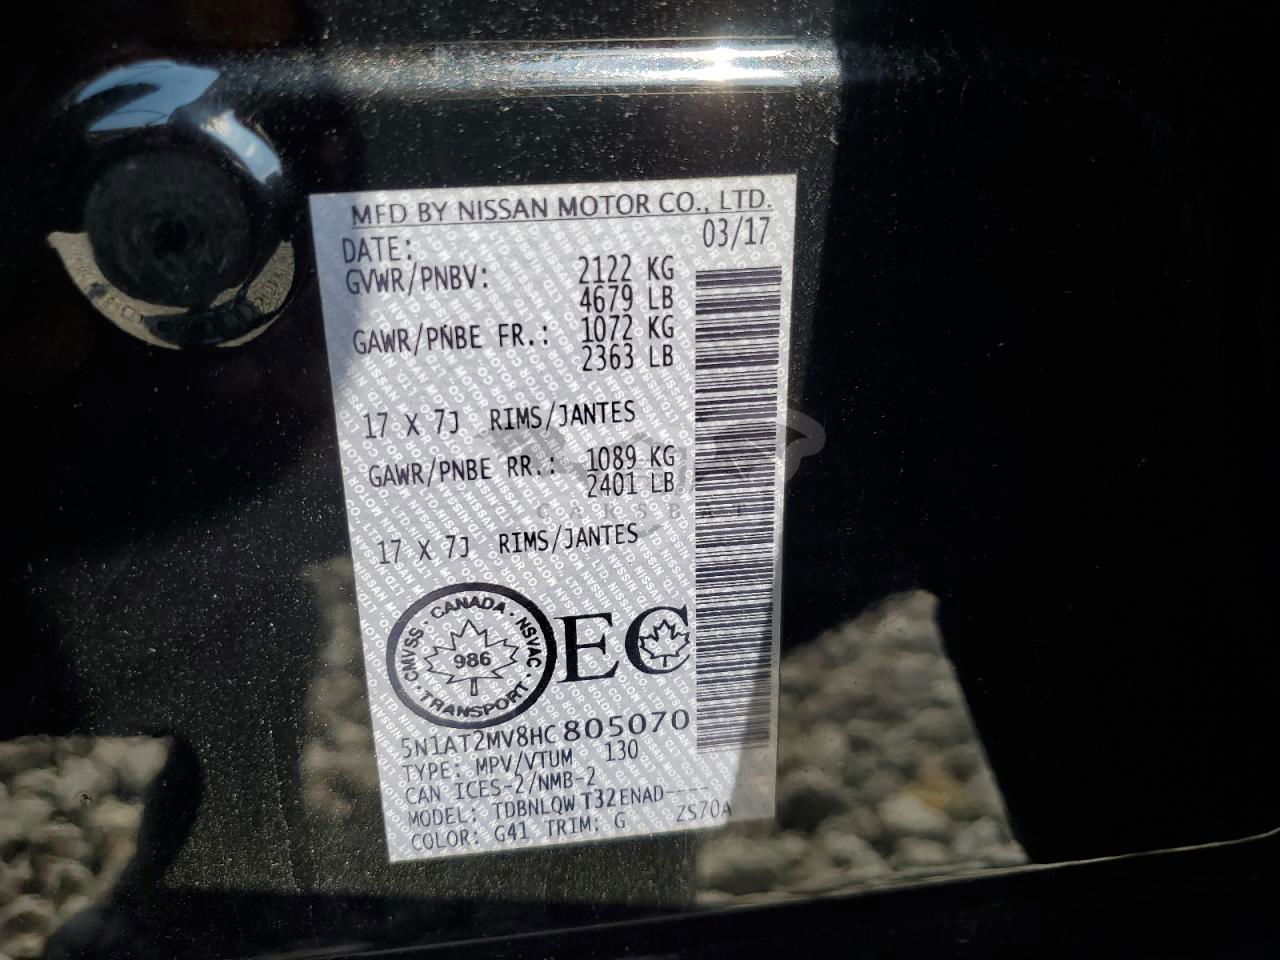 MFD BY NISSAN MOTOR CO., LTD.
DATE: 03/17
GVWR/PNBV: 2122 KG
4679 LB
GAWR/PNBE FR.: 1072 KG
2363 LB
17 X 7J RIMS/JANTES
GAWR/PNBE RR.: 1089 KG
2401 LB
17 X 7J RIMS/JANTES
CANADA · NSVAC · TRANSPORT · CMVSS ·
986
EC
5N1AT2MV8HC805070
TYPE: MPV/VTUM 130
CAN ICES-2/NMB-2
MODEL: TDBNLQWT32ENAD----
COLOR: G41 TRIM: G ZS70A